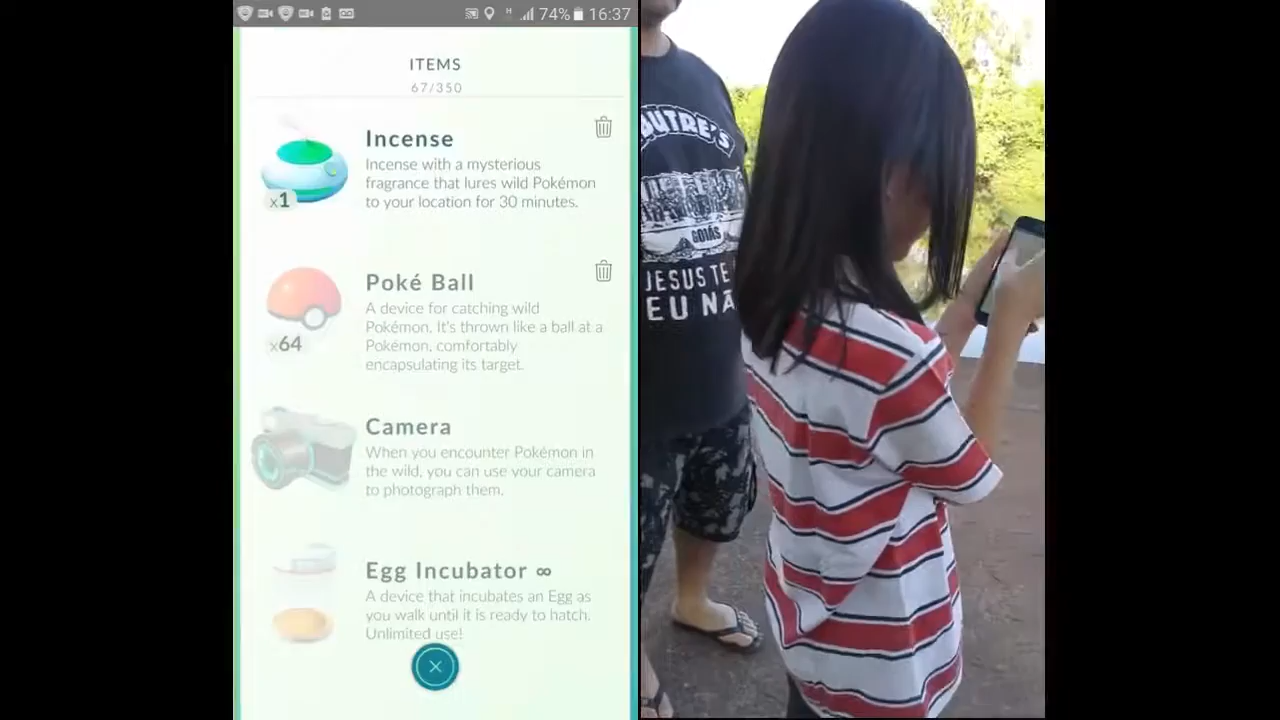 74% 16:37
ITEMS
67/350
Incense
Incense with a mysterious
fragrance that lures wild Pokémon
to your location for 30 minutes.
x1
Poké Ball
A device for catching wild
Pokémon. It's thrown like a ball at a
Pokémon, comfortably
encapsulating its target.
x64
Camera
When you encounter Pokémon in
the wild, you can use your camera
to photograph them.
Egg Incubator ∞
A device that incubates an Egg as
you walk until it is ready to hatch.
Unlimited use!
GOIÁS
JESUS TE
EU NÃ